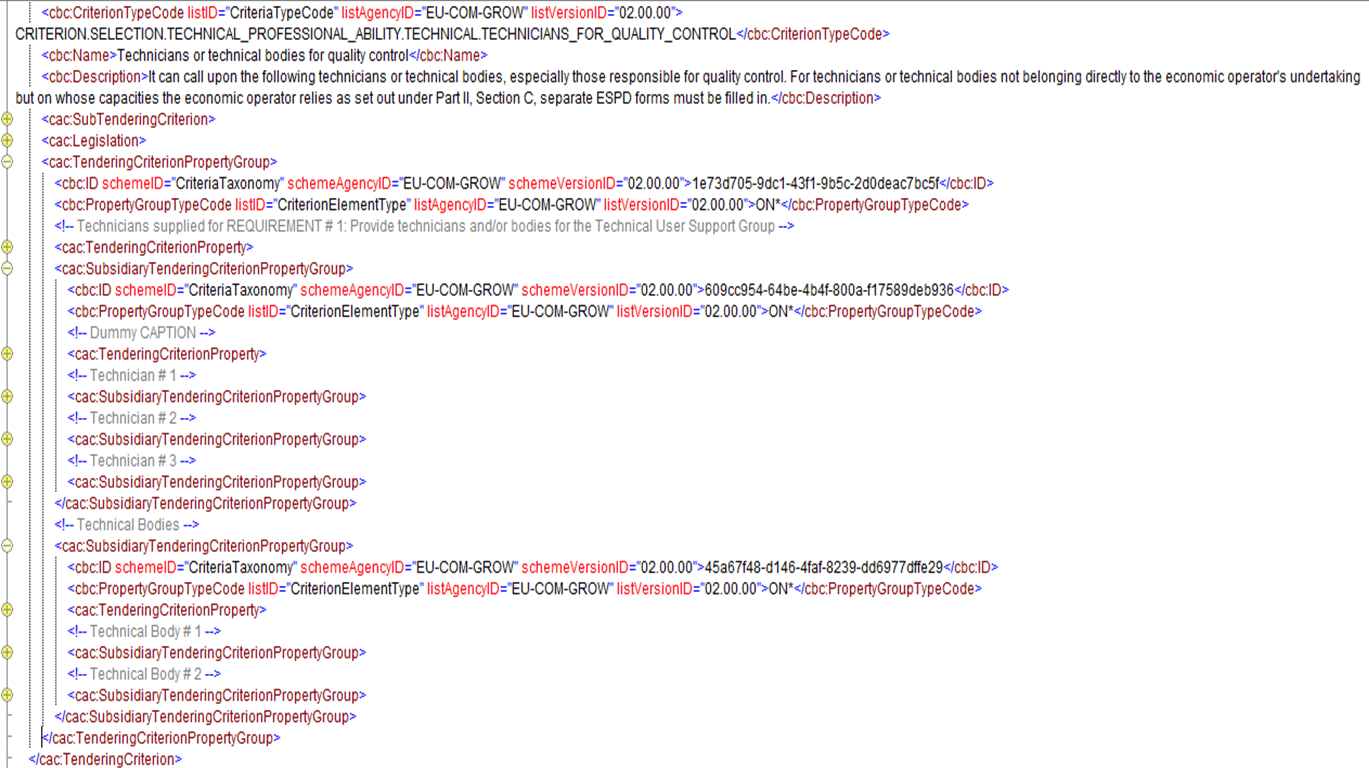 <cbc:CriterionTypeCode listID="CriteriaTypeCode" listAgencyID="EU-COM-GROW" listVersionID="02.00.00">
CRITERION.SELECTION.TECHNICAL_PROFESSIONAL_ABILITY.TECHNICAL.TECHNICIANS_FOR_QUALITY_CONTROL</cbc:CriterionTypeCode>
<cbc:Name>Technicians or technical bodies for quality control</cbc:Name>
<cbc:Description>It can call upon the following technicians or technical bodies, especially those responsible for quality control. For technicians or technical bodies not belonging directly to the economic operator's undertaking
but on whose capacities the economic operator relies as set out under Part II, Section C, separate ESPD forms must be filled in.</cbc:Description>
<cac:SubTenderingCriterion>
<cac:Legislation>
<cac:TenderingCriterionPropertyGroup>
<cbc:ID schemeID="CriteriaTaxonomy" schemeAgencyID="EU-COM-GROW" schemeVersionID="02.00.00">1e73d705-9dc1-43f1-9b5c-2d0deac7bc5f</cbc:ID>
<cbc:PropertyGroupTypeCode listID="CriterionElementType" listAgencyID="EU-COM-GROW" listVersionID="02.00.00">ON*</cbc:PropertyGroupTypeCode>
<!-- Technicians supplied for REQUIREMENT # 1: Provide technicians and/or bodies for the Technical User Support Group -->
<cac:TenderingCriterionProperty>
<cac:SubsidiaryTenderingCriterionPropertyGroup>
<cbc:ID schemeID="CriteriaTaxonomy" schemeAgencyID="EU-COM-GROW" schemeVersionID="02.00.00">609cc954-64be-4b4f-800a-f17589deb936</cbc:ID>
<cbc:PropertyGroupTypeCode listID="CriterionElementType" listAgencyID="EU-COM-GROW" listVersionID="02.00.00">ON*</cbc:PropertyGroupTypeCode>
<!-- Dummy CAPTION -->
<cac:TenderingCriterionProperty>
<!-- Technician # 1 -->
<cac:SubsidiaryTenderingCriterionPropertyGroup>
<!-- Technician # 2 -->
<cac:SubsidiaryTenderingCriterionPropertyGroup>
<!-- Technician # 3 -->
<cac:SubsidiaryTenderingCriterionPropertyGroup>
</cac:SubsidiaryTenderingCriterionPropertyGroup>
<!-- Technical Bodies -->
<cac:SubsidiaryTenderingCriterionPropertyGroup>
<cbc:ID schemeID="CriteriaTaxonomy" schemeAgencyID="EU-COM-GROW" schemeVersionID="02.00.00">45a67f48-d146-4faf-8239-dd6977dffe29</cbc:ID>
<cbc:PropertyGroupTypeCode listID="CriterionElementType" listAgencyID="EU-COM-GROW" listVersionID="02.00.00">ON*</cbc:PropertyGroupTypeCode>
<cac:TenderingCriterionProperty>
<!-- Technical Body # 1 -->
<cac:SubsidiaryTenderingCriterionPropertyGroup>
<!-- Technical Body # 2 -->
<cac:SubsidiaryTenderingCriterionPropertyGroup>
</cac:SubsidiaryTenderingCriterionPropertyGroup>
</cac:TenderingCriterionPropertyGroup>
</cac:TenderingCriterion>